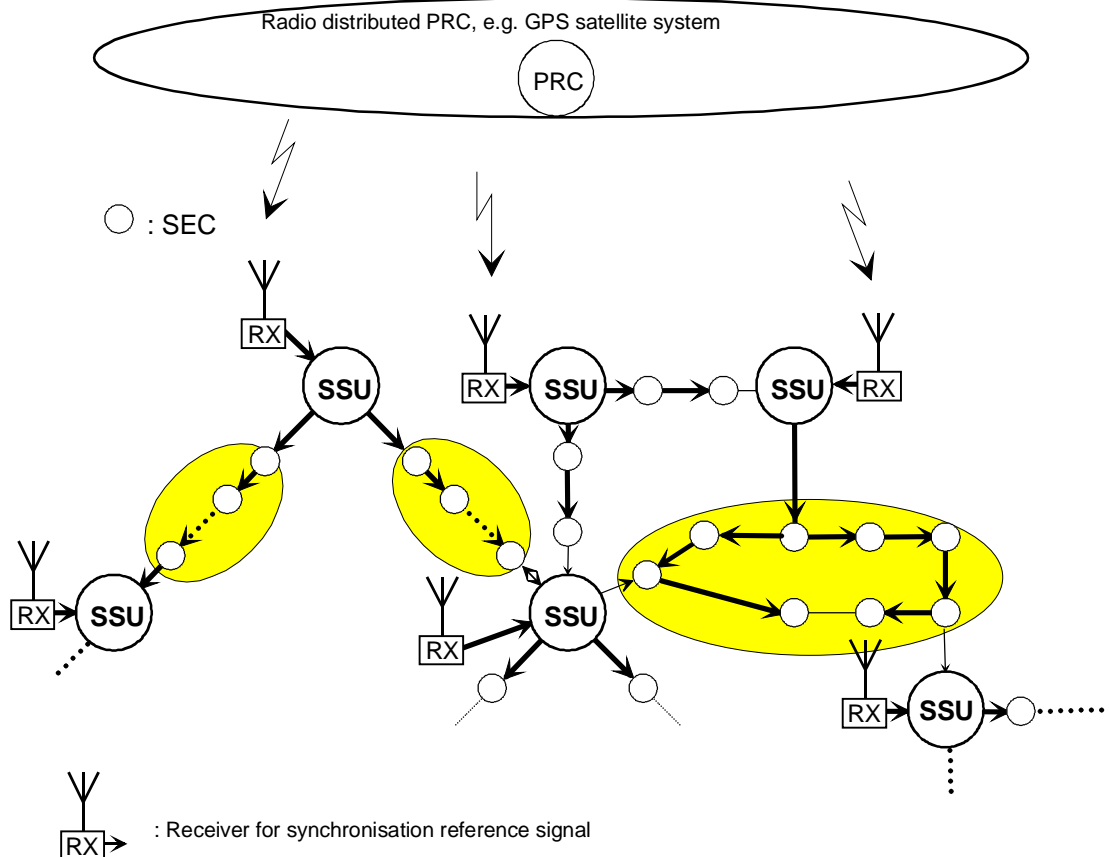 Radio distributed PRC, e.g. GPS satellite system
PRC
: SEC
RX
RX
RX
SSU
SSU
SSU
RX
SSU
RX
SSU
RX
SSU
RX
: Receiver for synchronisation reference signal